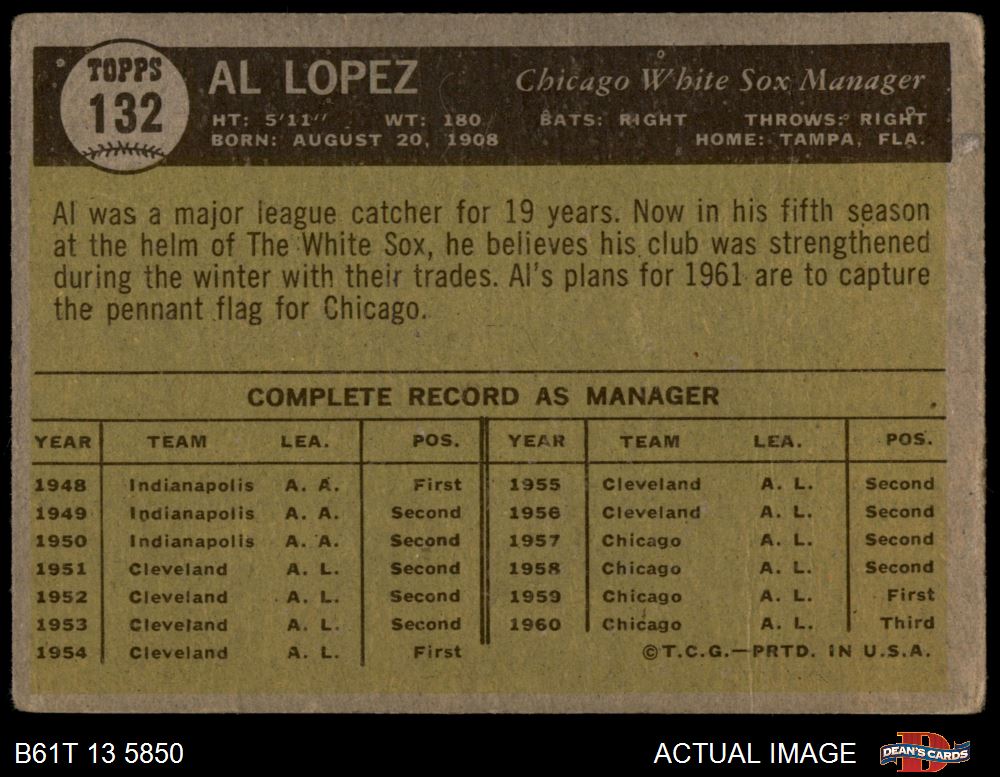 TOPPS
132
AL LOPEZ
Chicago White Sox Manager
HT: 5'11" WT: 180 BATS: RIGHT THROWS: RIGHT
BORN: AUGUST 20, 1908 HOME: TAMPA, FLA.
Al was a major league catcher for 19 years. Now in his fifth season
at the helm of The White Sox, he believes his club was strengthened
during the winter with their trades. Al's plans for 1961 are to capture
the pennant flag for Chicago.
COMPLETE RECORD AS MANAGER
YEAR TEAM LEA. POS. YEAR TEAM LEA. POS.
1948 Indianapolis A. A. First 1955 Cleveland A. L. Second
1949 Indianapolis A. A. Second 1956 Cleveland A. L. Second
1950 Indianapolis A. A. Second 1957 Chicago A. L. Second
1951 Cleveland A. L. Second 1958 Chicago A. L. Second
1952 Cleveland A. L. Second 1959 Chicago A. L. First
1953 Cleveland A. L. Second 1960 Chicago A. L. Third
1954 Cleveland A. L. First ©T.C.G.—PRTD. IN U.S.A.
B61T 13 5850 ACTUAL IMAGE DEAN'S CARDS